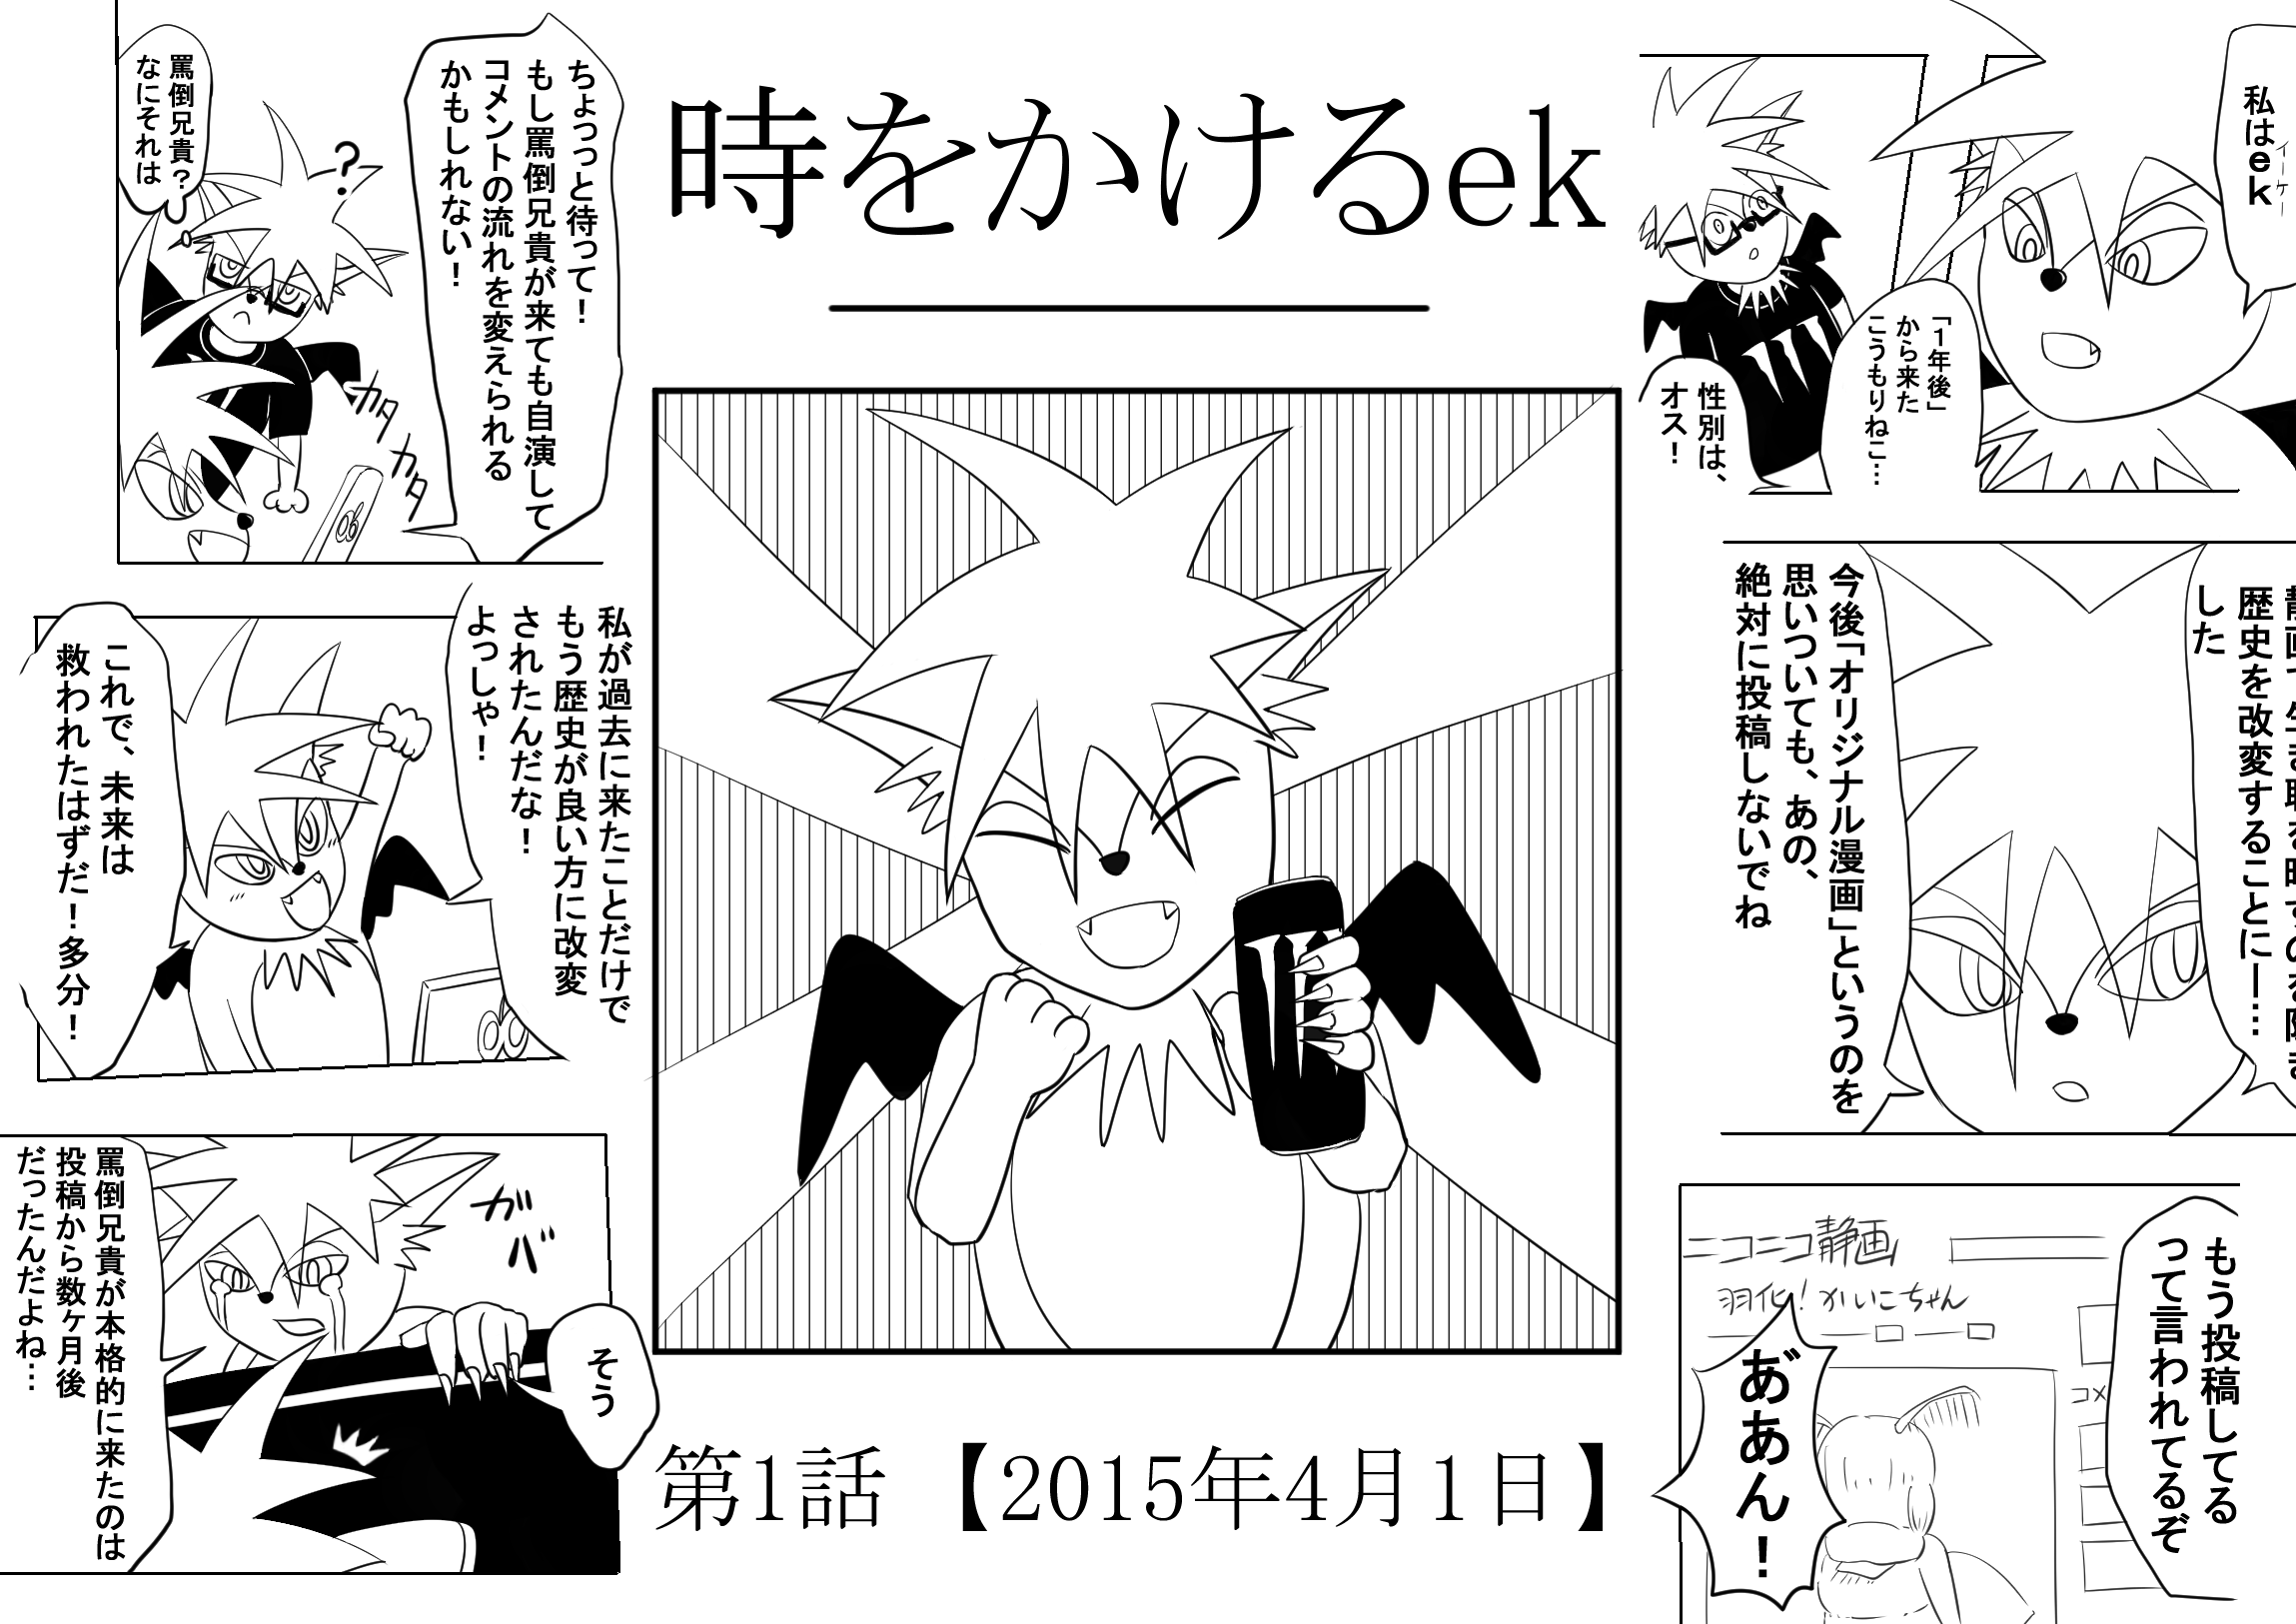 時をかけるek
第1話【2015年4月1日】
私はek
イーケー
「1年後」
から来た
こうもりねこ…
性別は、
オス！
歴史を改変することにー…
した
今後「オリジナル漫画」というのを
思いついても、あの、
絶対に投稿しないでね
もう投稿してる
って言われてるぞ
ニコニコ静画
羽化！かいこちゃん
コメ
あ゙ああん！
ちよっっと待って！
もし罵倒兄貴が来ても自演して
コメントの流れを変えられる
かもしれない！
罵倒兄貴？
なにそれは
？
カタ
カタ
私が過去に来たことだけで
もう歴史が良い方に改変
されたんだな！
よっしゃ！
これで、未来は
救われたはずだ！多分！
ガバ
そう
罵倒兄貴が本格的に来たのは
投稿から数ヶ月後
だったんだよね…